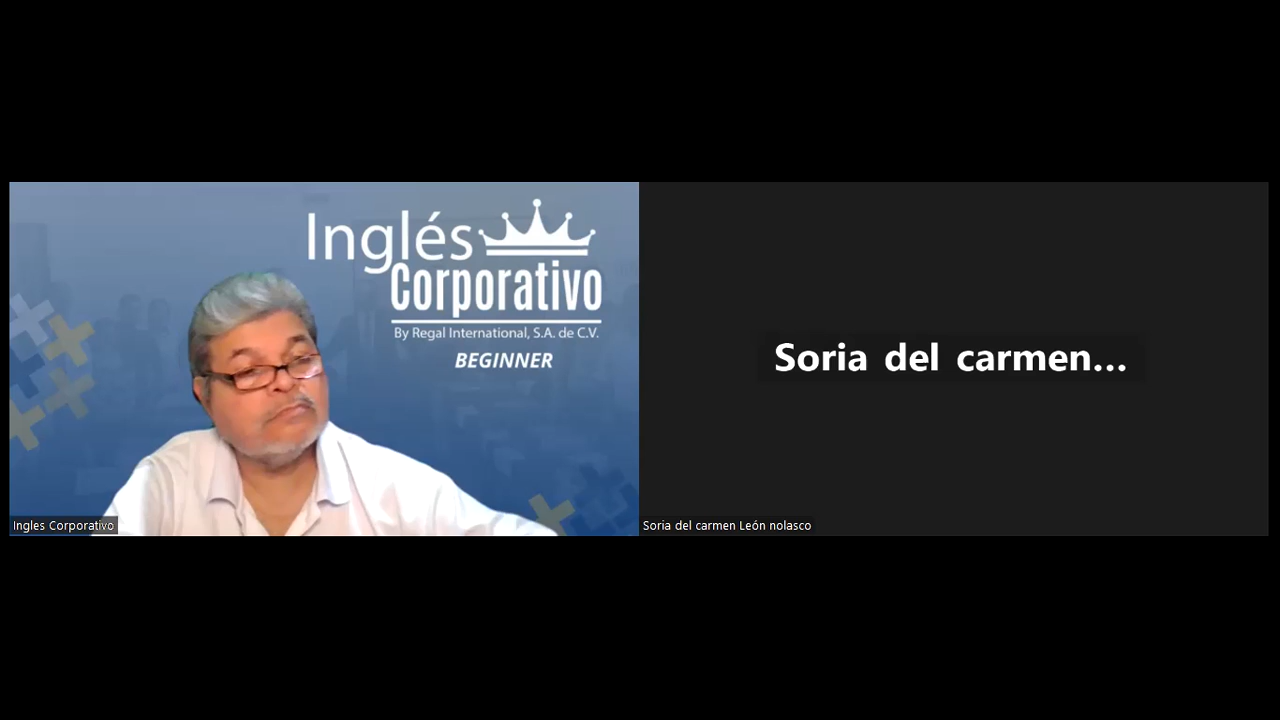 Inglés
Corporativo
By Regal International, S.A. de C.V.
BEGINNER
Ingles Corporativo
Soria del carmen...
Soria del carmen León nolasco